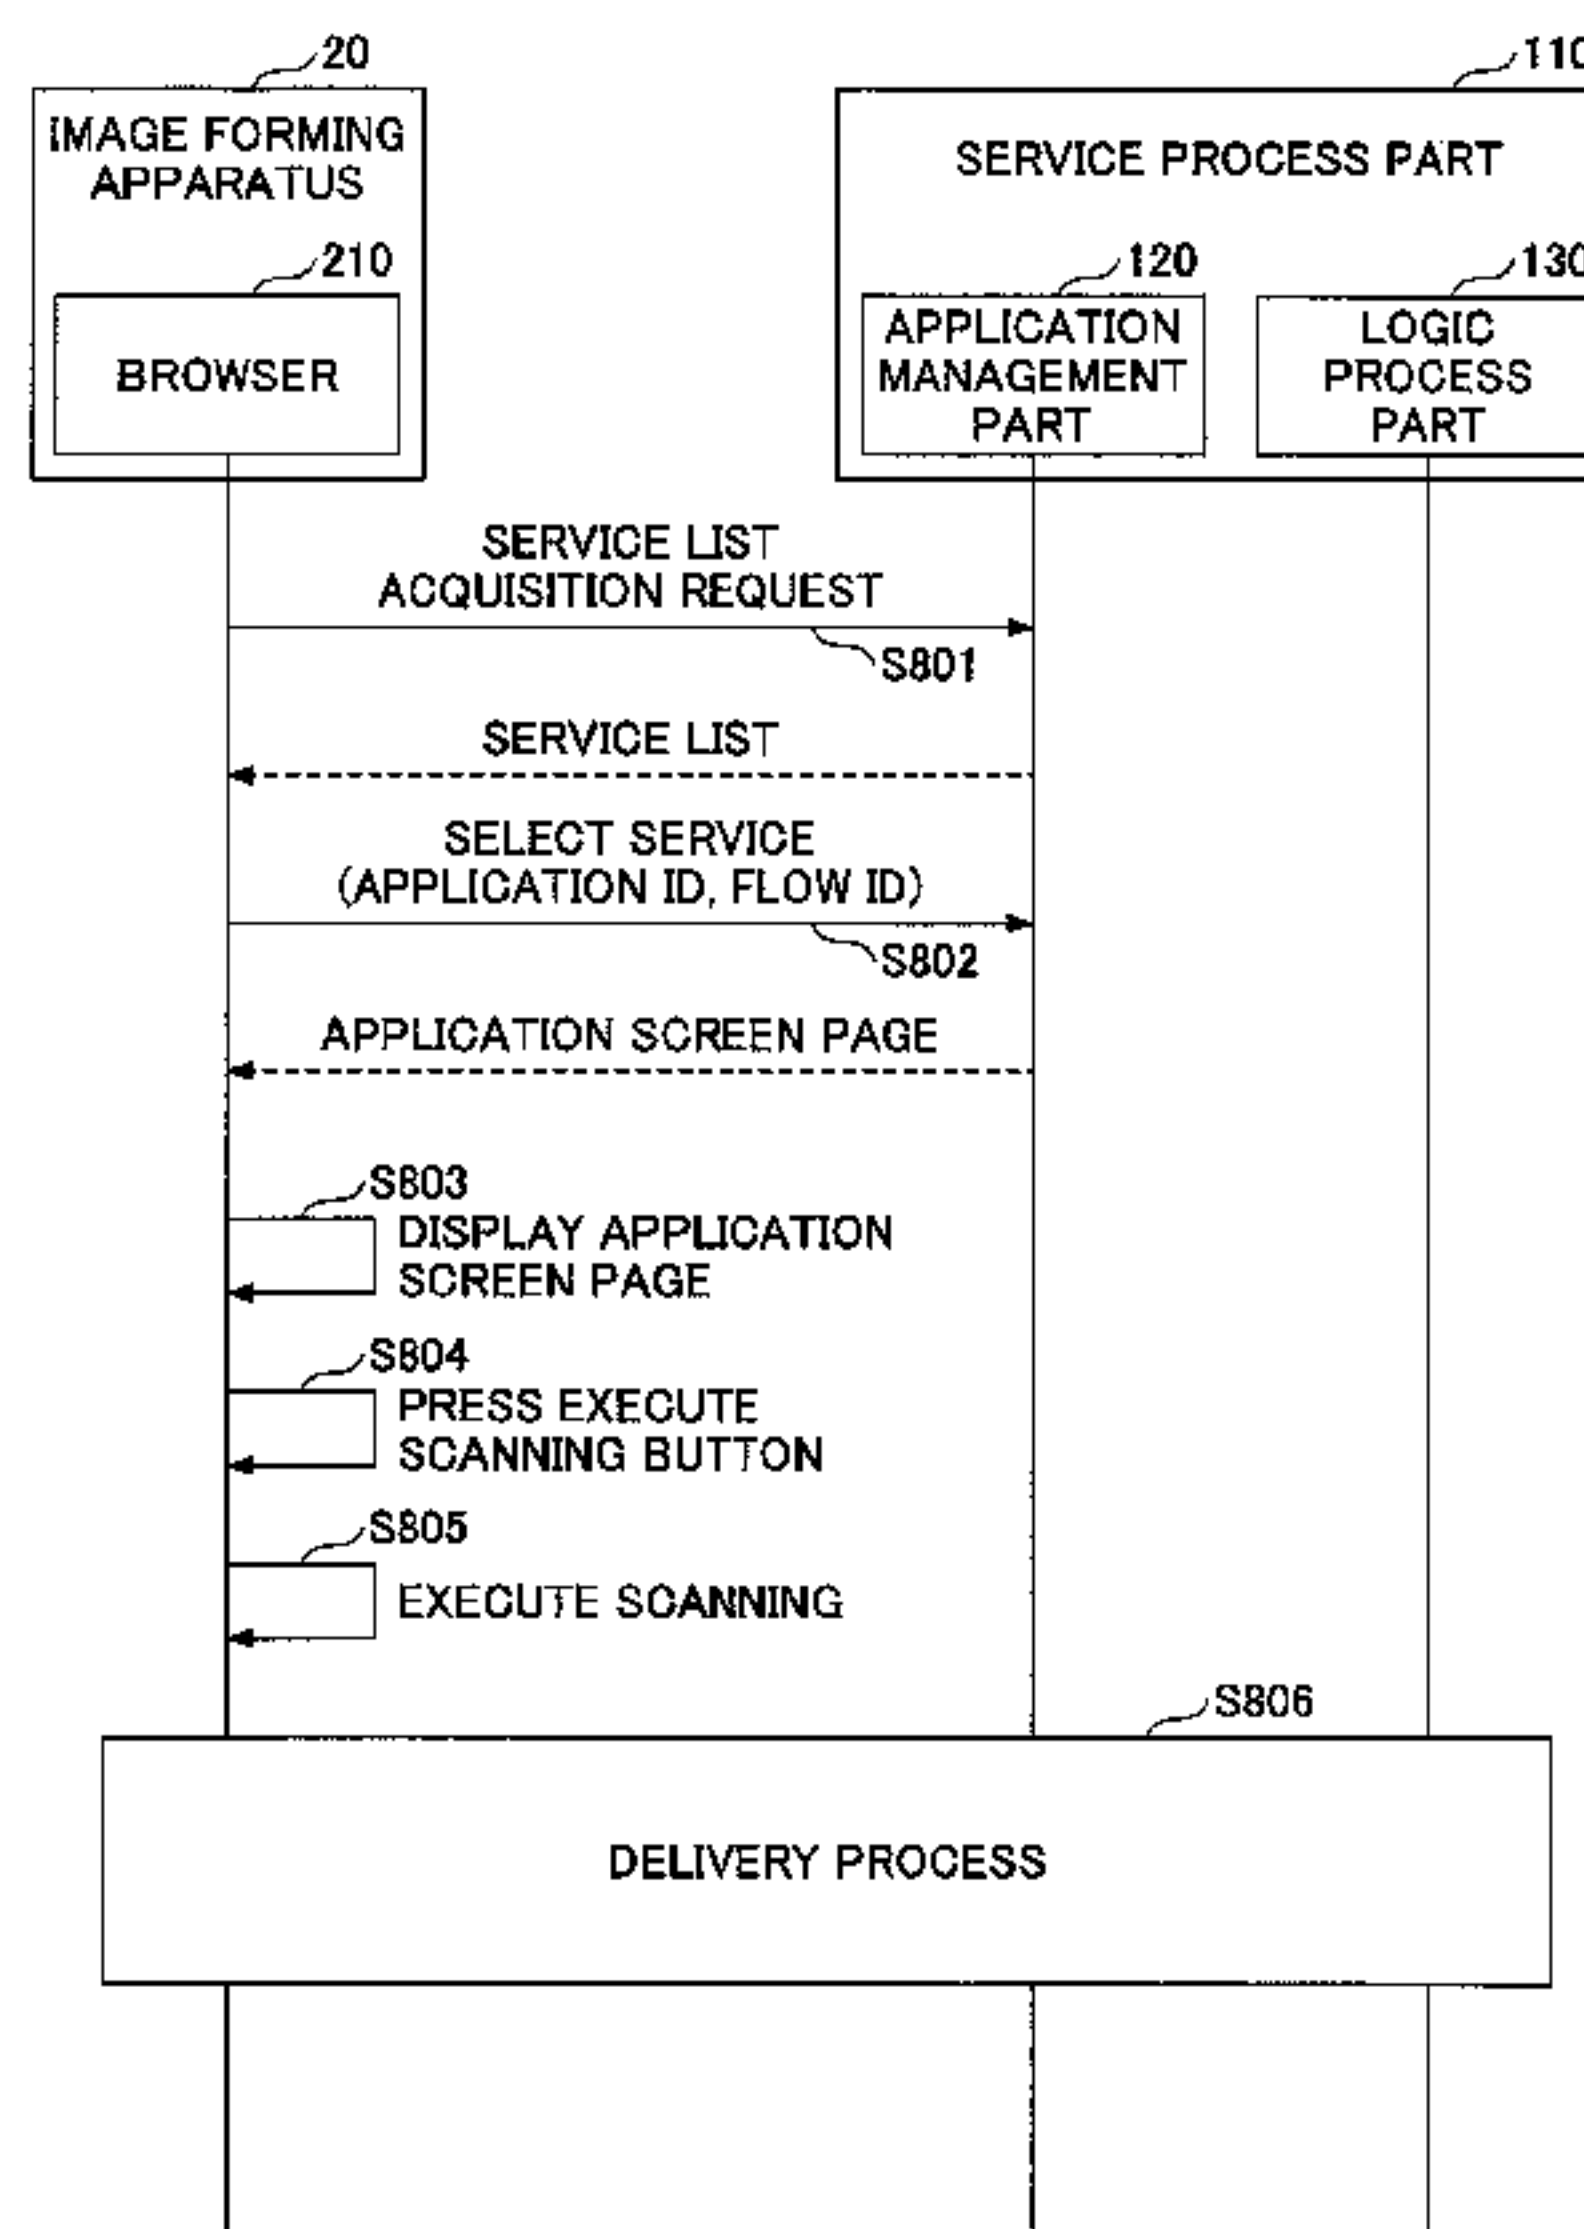 20
110
IMAGE FORMING
APPARATUS
SERVICE PROCESS PART
210
120
130
BROWSER
APPLICATION
MANAGEMENT
PART
LOGIC
PROCESS
PART
SERVICE LIST
ACQUISITION REQUEST
S801
SERVICE LIST
SELECT SERVICE
(APPLICATION ID, FLOW ID)
S802
APPLICATION SCREEN PAGE
S803
DISPLAY APPLICATION
SCREEN PAGE
S804
PRESS EXECUTE
SCANNING BUTTON
S805
EXECUTE SCANNING
S806
DELIVERY PROCESS